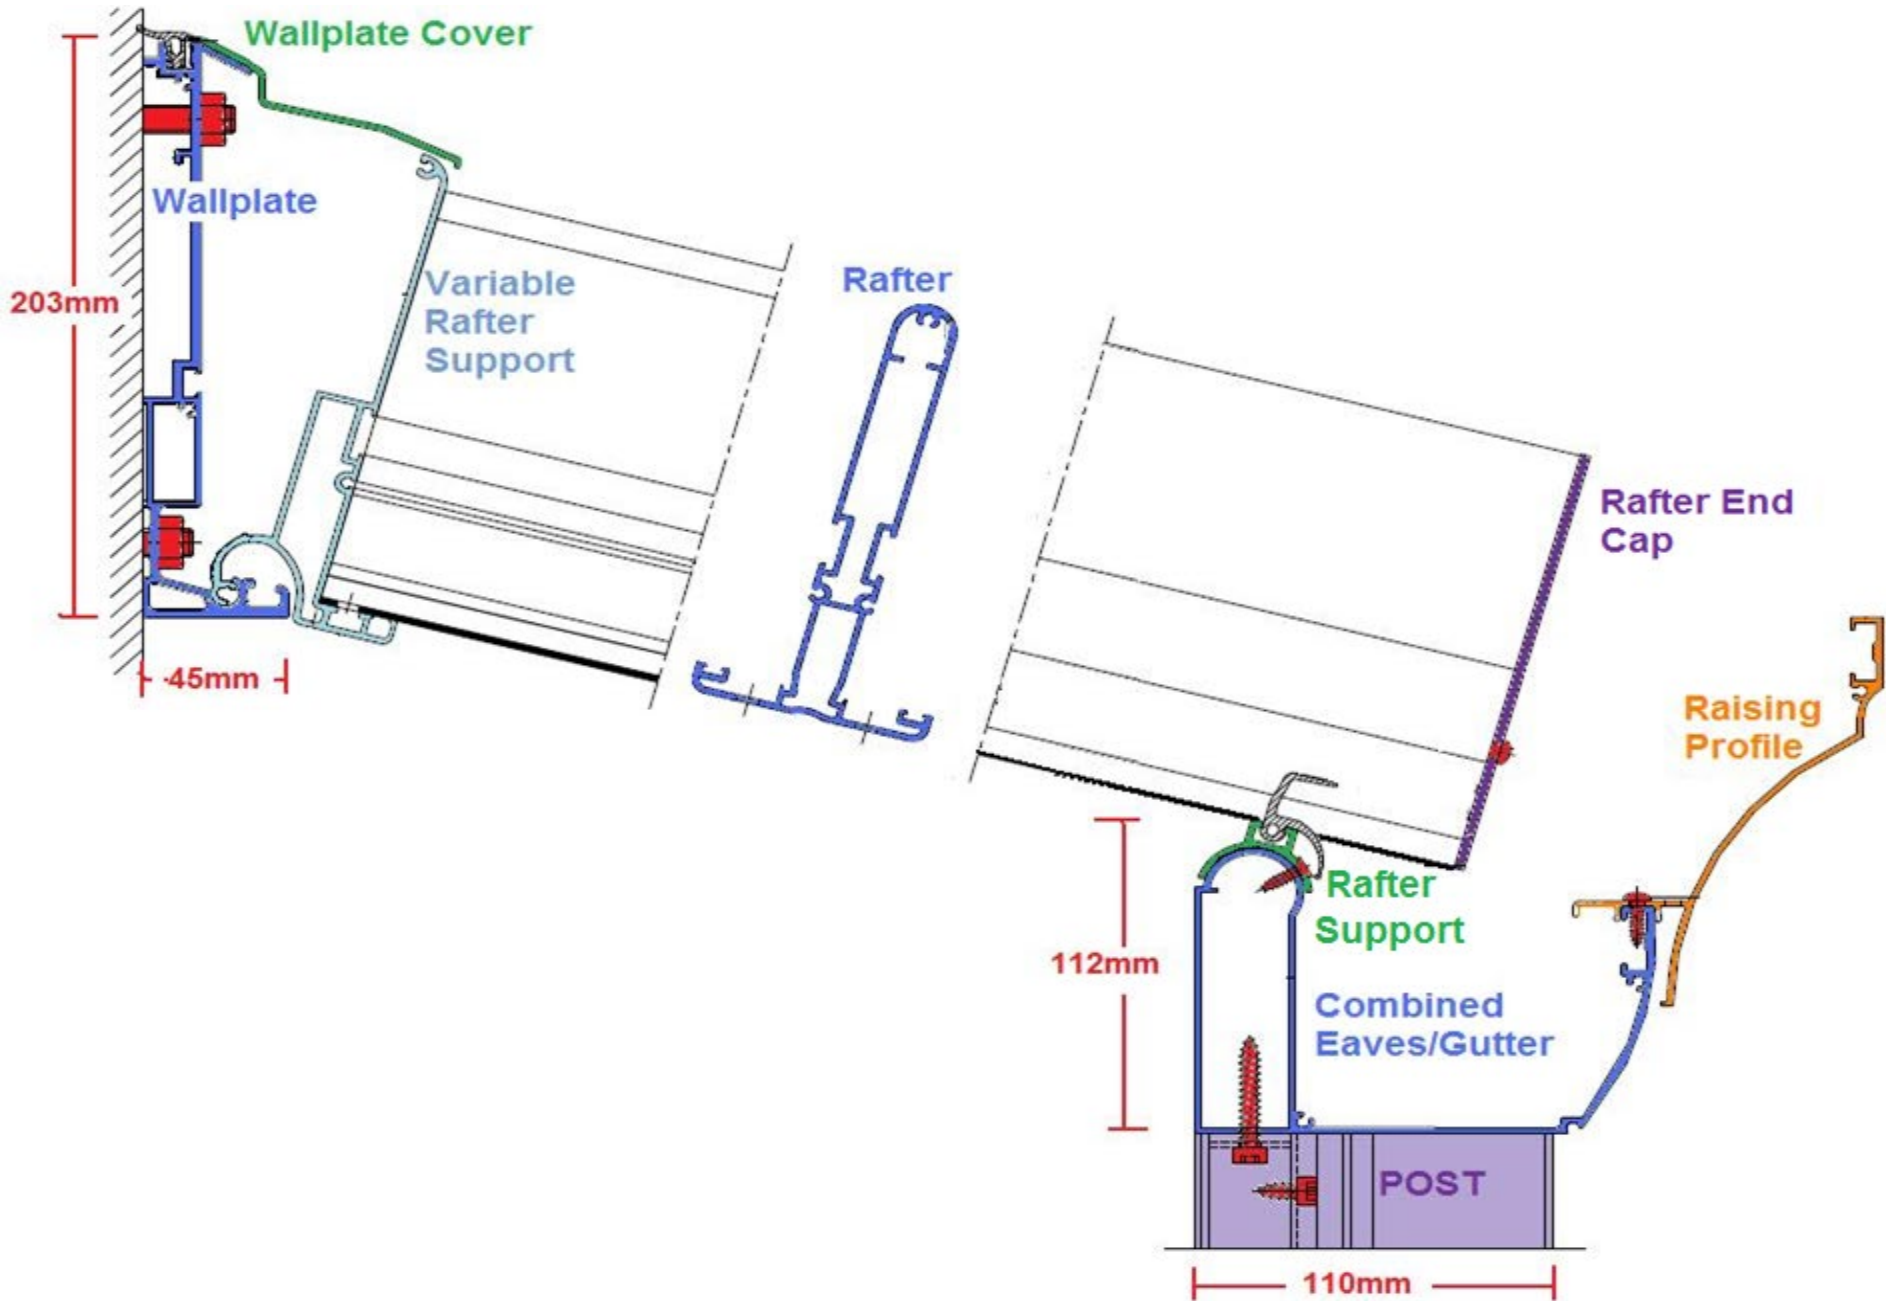 Wallplate Cover
Wallplate
203mm
Variable
Rafter
Support
45mm
Rafter
Rafter End
Cap
Raising
Profile
Rafter
Support
112mm
Combined
Eaves/Gutter
POST
110mm